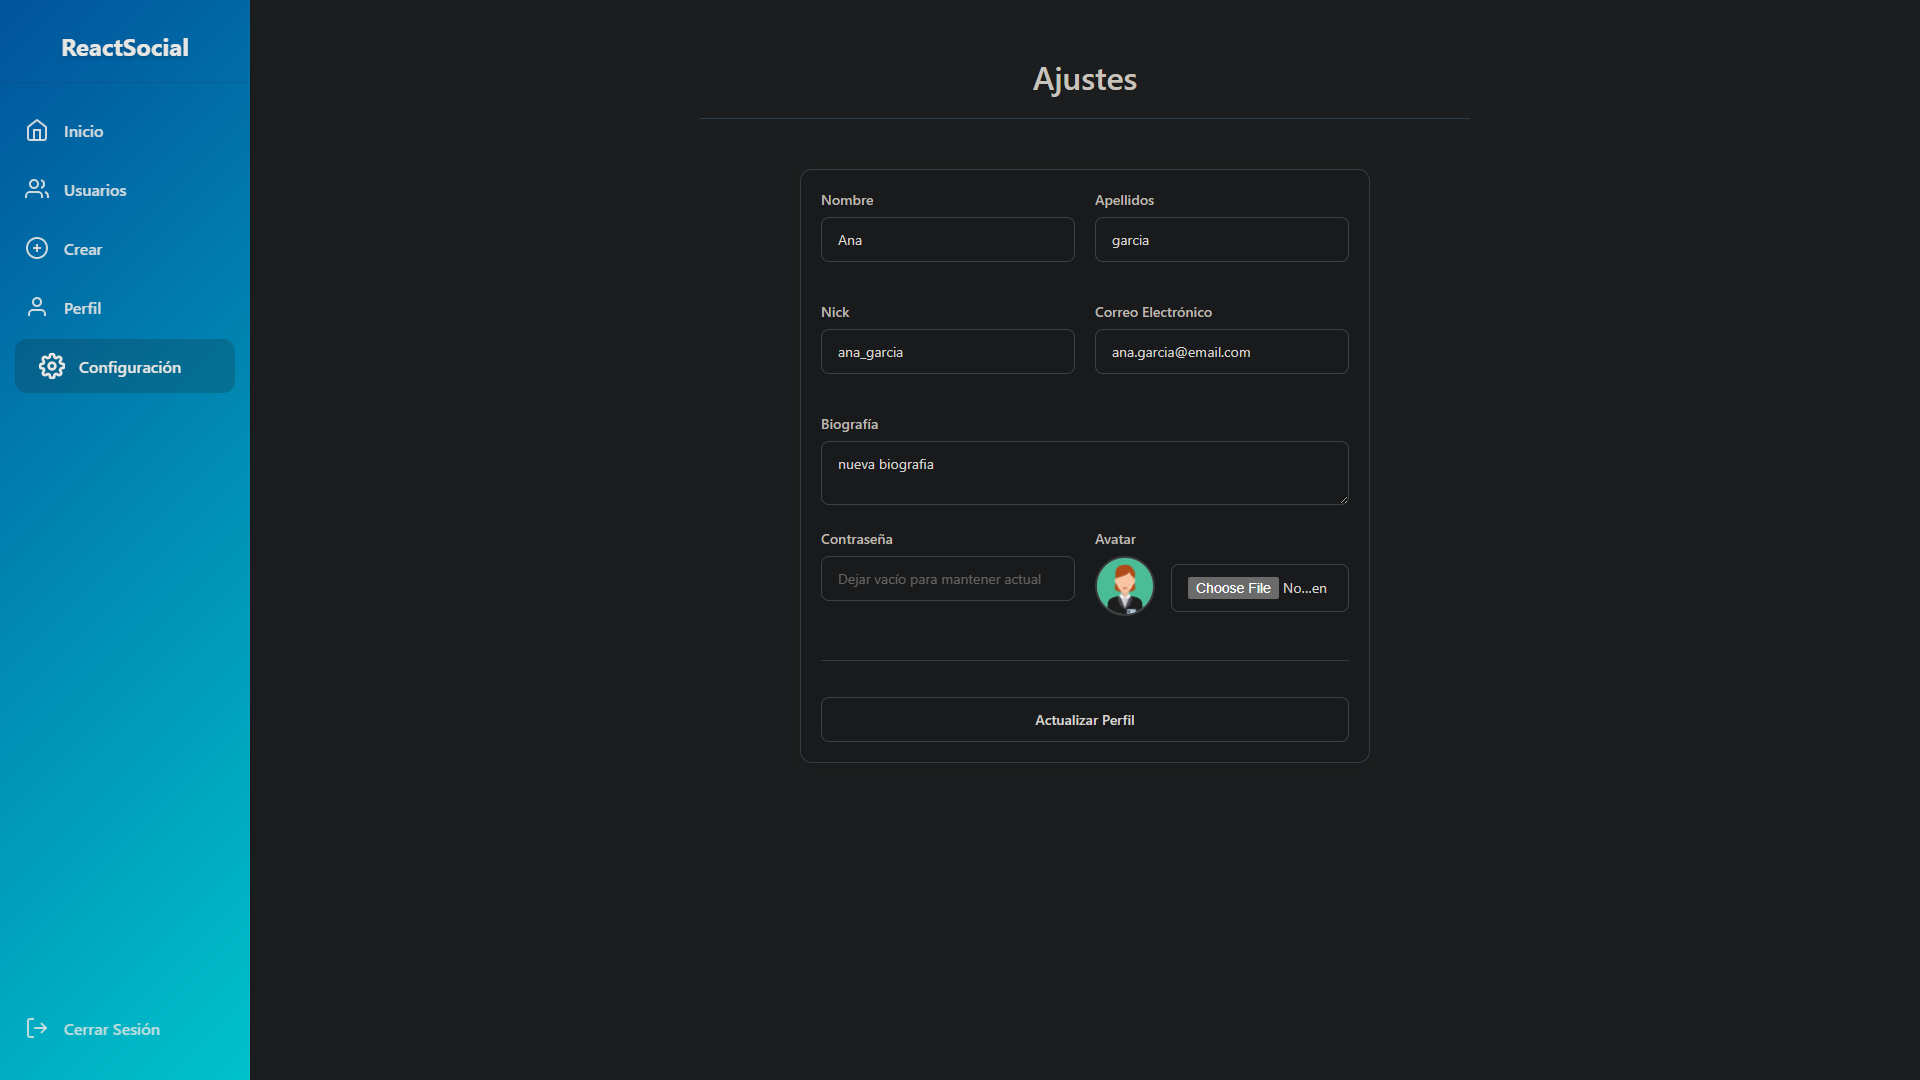 ReactSocial
Inicio
Usuarios
Crear
Perfil
Configuración
Cerrar Sesión
Ajustes
Nombre
Apellidos
Ana
garcia
Nick
Correo Electrónico
ana_garcia
ana.garcia@email.com
Biografía
nueva biografia
Contraseña
Avatar
Dejar vacío para mantener actual
Choose File No...en
Actualizar Perfil